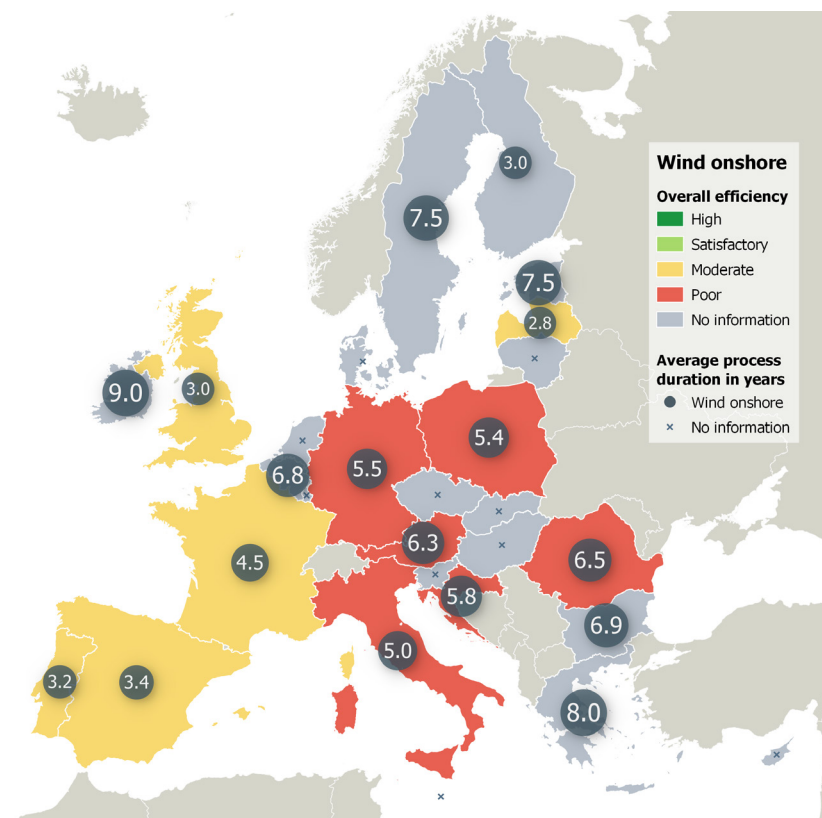 Wind onshore
Overall efficiency
High
Satisfactory
Moderate
Poor
No information
Average process
duration in years
Wind onshore
× No information
3.0
7.5
7.5
2.8
×
×
9.0
3.0
5.4
×
5.5
6.8
×
×
×
6.3
×
6.5
4.5
×
5.8
6.9
5.0
3.2
3.4
8.0
×
×